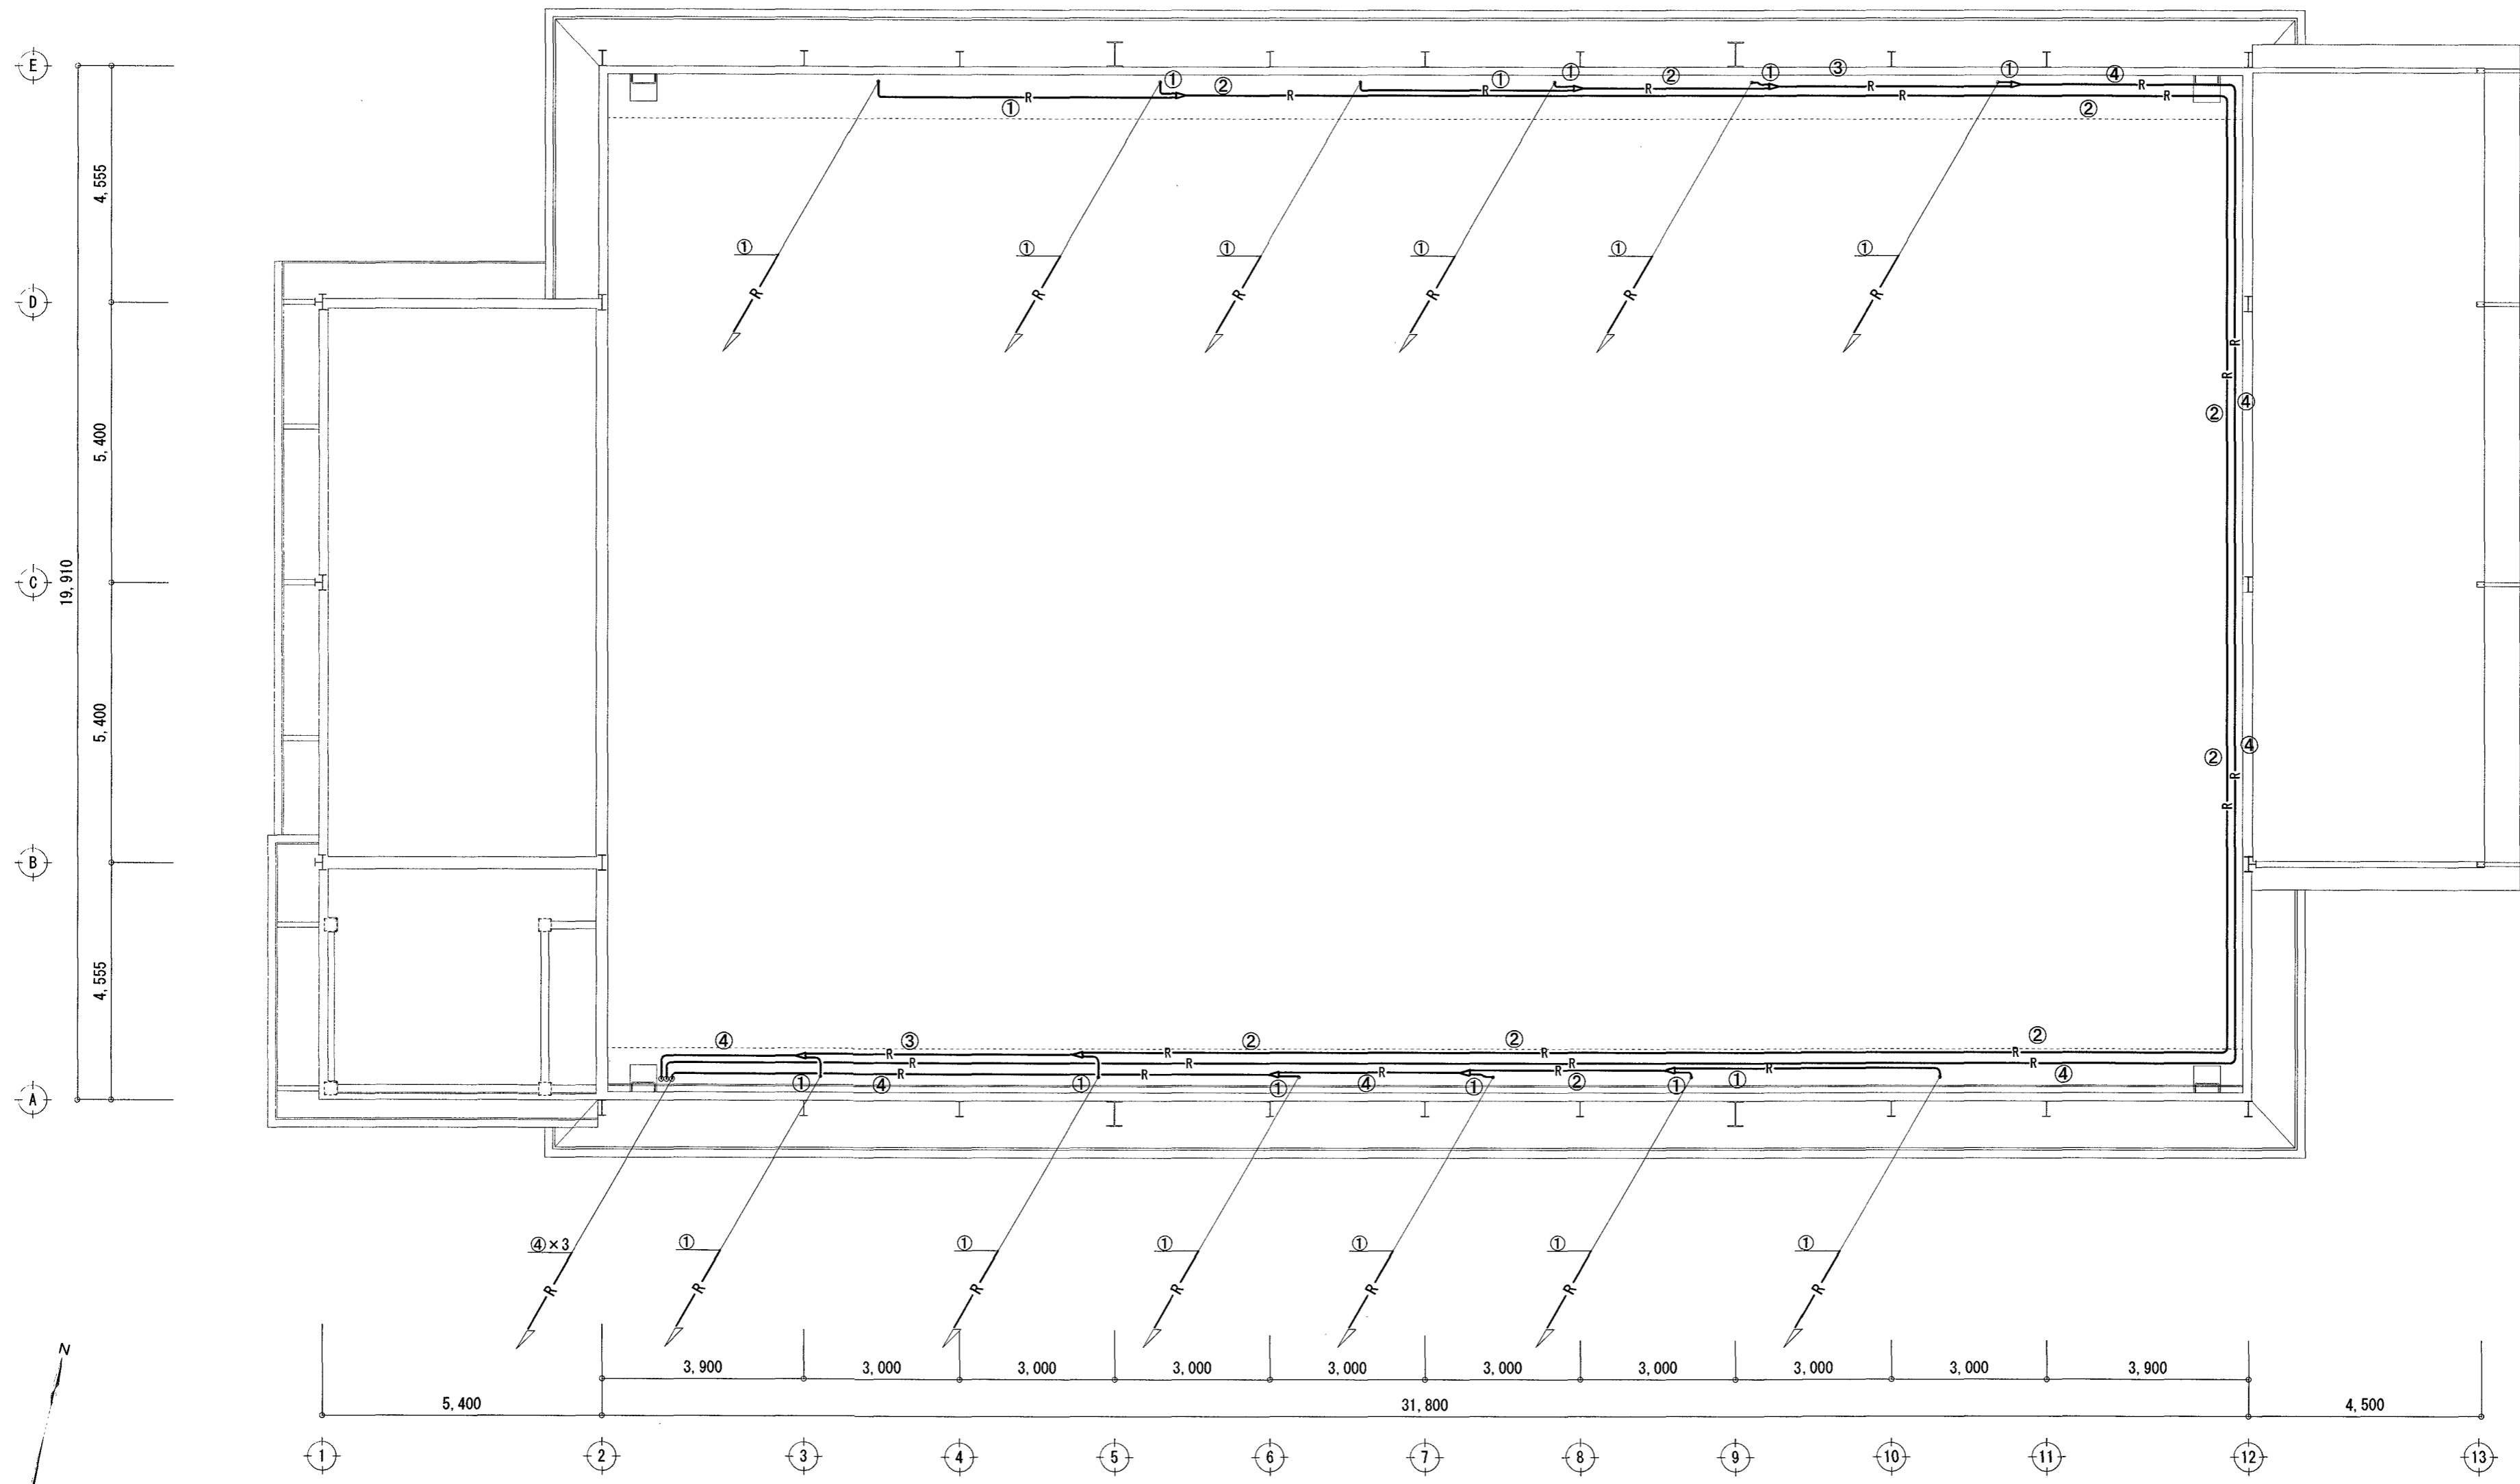 E
① ② ① ① ② ① ③ ① ④
R R R R R R R R
① ②
4,555
① ① ① ① ① ①
R R R R R R
D
R
R
② ④
5,400
C
19,910
5,400
② ④
R
R
B
4,555
④ ③ ② ② ②
R R R R
R R R
R R R R R
① ④ ① ① ④ ① ② ① ① ④
A
④×3 ① ① ① ① ① ①
R R R R R R R
N
3,900 3,000 3,000 3,000 3,000 3,000 3,000 3,000 3,000 3,900
5,400 31,800 4,500
1 2 3 4 5 6 7 8 9 10 11 12 13